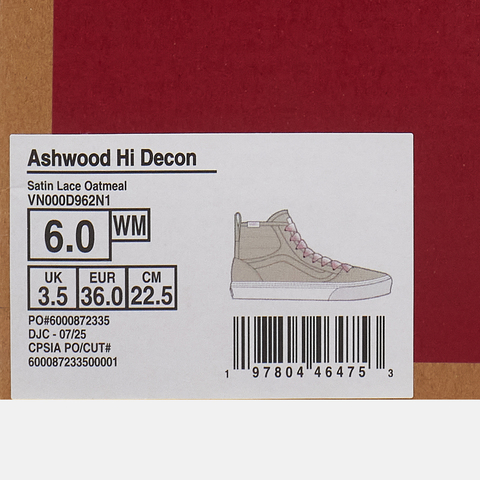 Ashwood Hi Decon
Satin Lace Oatmeal
VN000D962N1
6.0 WM
UK EUR CM
3.5 36.0 22.5
PO#6000872335
DJC - 07/25
CPSIA PO/CUT#
600087233500001
1 97804 46475 3